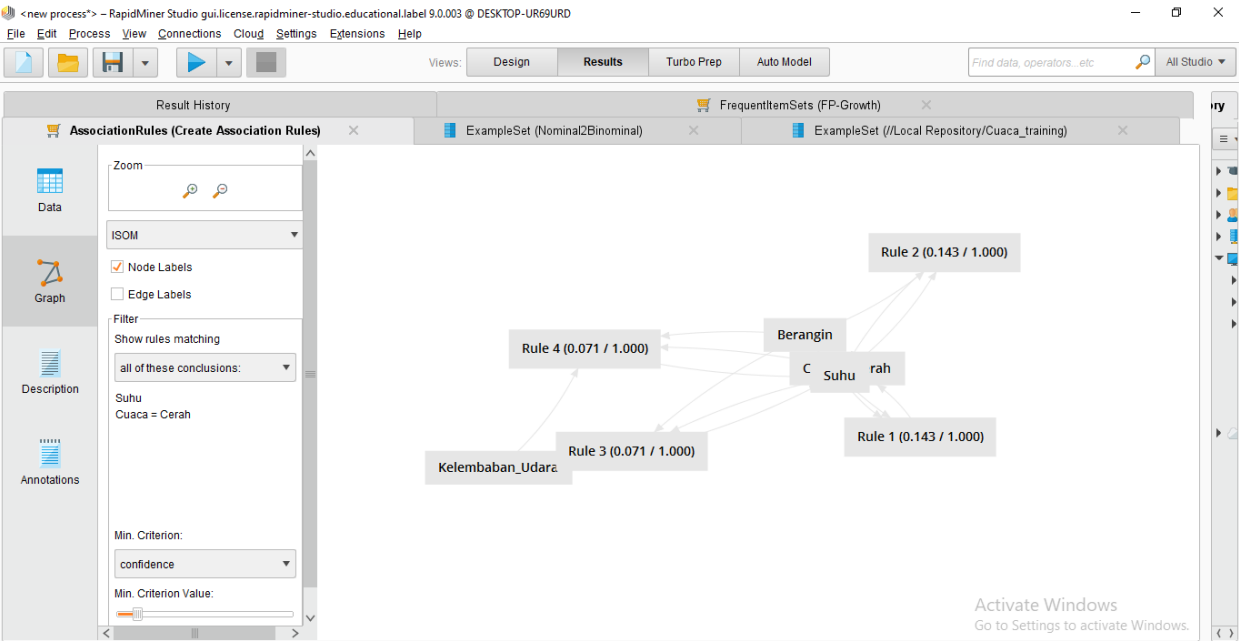 <new process*> – RapidMiner Studio gui.license.rapidminer-studio.educational.label 9.0.003 @ DESKTOP-UR69URD
File Edit Process View Connections Cloud Settings Extensions Help
Views: Design Results Turbo Prep Auto Model Find data, operators...etc All Studio
Result History FrequentItemSets (FP-Growth) ory
AssociationRules (Create Association Rules) ExampleSet (Nominal2Binominal) ExampleSet (//Local Repository/Cuaca_training)
Data
Graph
Description
Annotations
Zoom
ISOM
Node Labels
Edge Labels
Filter
Show rules matching
all of these conclusions:
Suhu
Cuaca = Cerah
Min. Criterion:
confidence
Min. Criterion Value:
Rule 2 (0.143 / 1.000)
Berangin
Rule 4 (0.071 / 1.000)
C Suhu rah
Rule 1 (0.143 / 1.000)
Rule 3 (0.071 / 1.000)
Kelembaban_Udara
Activate Windows
Go to Settings to activate Windows.